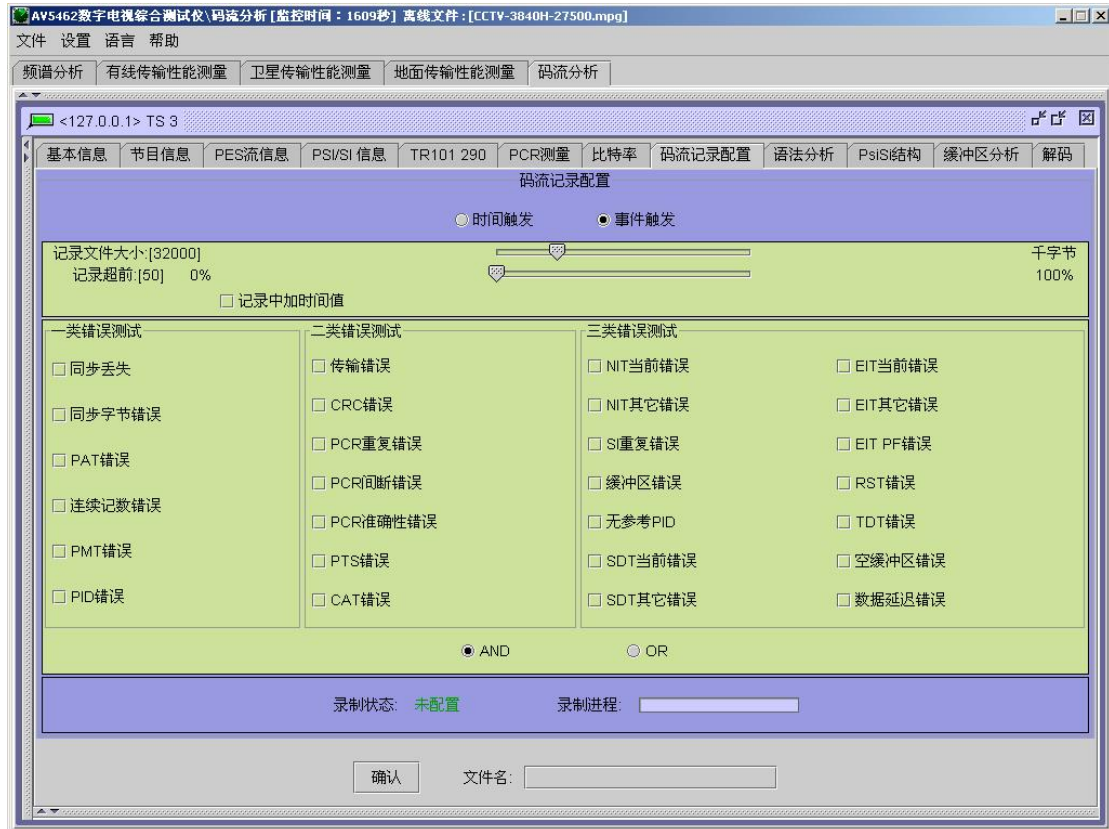 AV5462数字电视综合测试仪\码流分析 [监控时间：1609秒] 离线文件:[CCTV-3840H-27500.mpg]
文件 设置 语言 帮助
频谱分析 有线传输性能测量 卫星传输性能测量 地面传输性能测量 码流分析
<127.0.0.1> TS 3
基本信息 节目信息 PES流信息 PSI/SI 信息 TR101 290 PCR测量 比特率 码流记录配置 语法分析 PsiSi结构 缓冲区分析 解码
码流记录配置
时间触发 事件触发
记录文件大小:[32000] 千字节
记录超前:[50] 0% 100%
记录中加时间值
一类错误测试 二类错误测试 三类错误测试
同步丢失 传输错误 NIT当前错误 EIT当前错误
同步字节错误 CRC错误 NIT其它错误 EIT其它错误
PAT错误 PCR重复错误 SI重复错误 EIT PF错误
连续记数错误 PCR间断错误 缓冲区错误 RST错误
PMT错误 PCR准确性错误 无参考PID TDT错误
PID错误 PTS错误 SDT当前错误 空缓冲区错误
CAT错误 SDT其它错误 数据延迟错误
AND OR
录制状态: 未配置 录制进程:
确认 文件名: